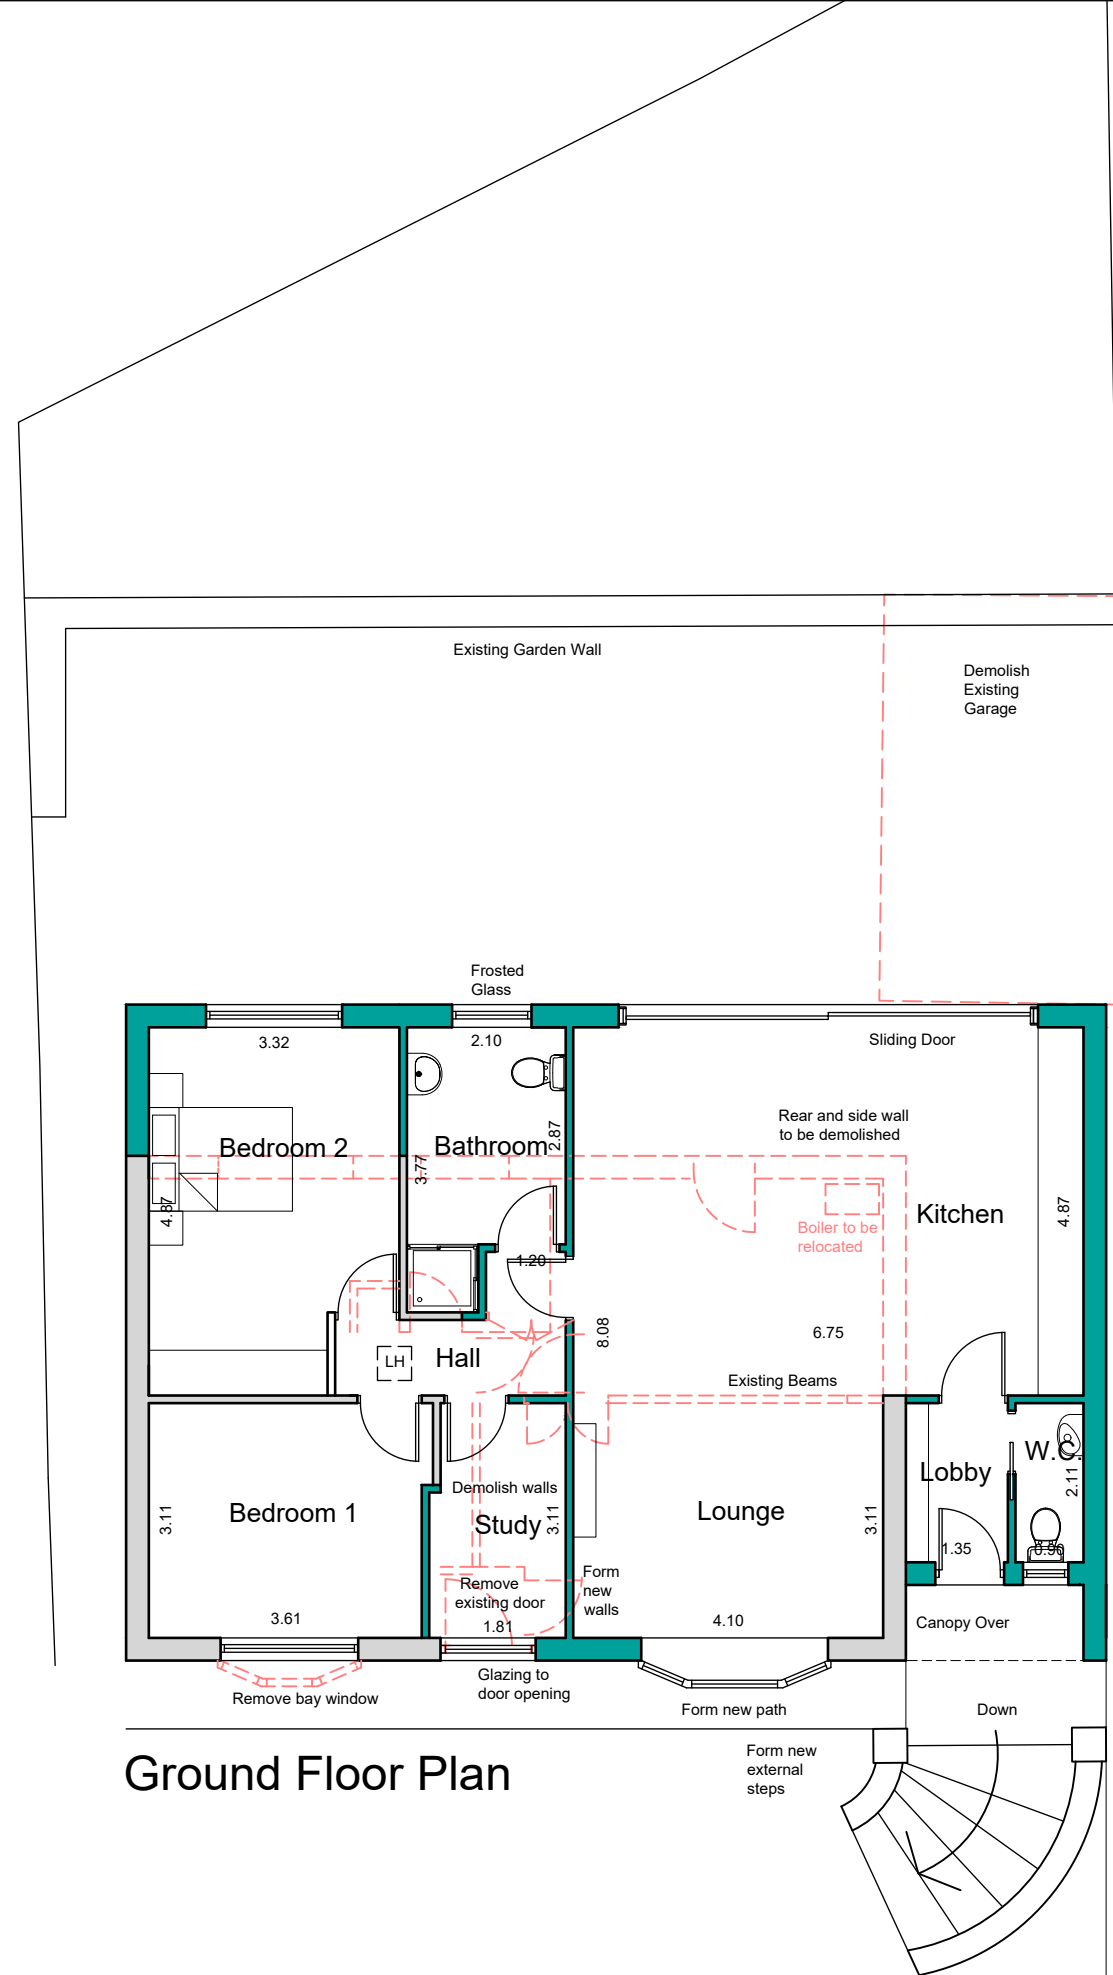 Existing Garden Wall
Demolish
Existing
Garage
Frosted
Glass
3.32
2.10
Sliding Door
Rear and side wall
to be demolished
Bedroom 2
Bathroom
2.87
3.77
4.87
Kitchen
4.87
Boiler to be
relocated
1.20
8.08
6.75
LH
Hall
Existing Beams
W.C.
Lobby
2.11
Demolish walls
Bedroom 1
3.11
Study
3.11
Lounge
3.11
1.35
0.90
Remove
existing door
Form
new
walls
3.61
1.81
4.10
Canopy Over
Glazing to
door opening
Remove bay window
Form new path
Down
Ground Floor Plan
Form new
external
steps